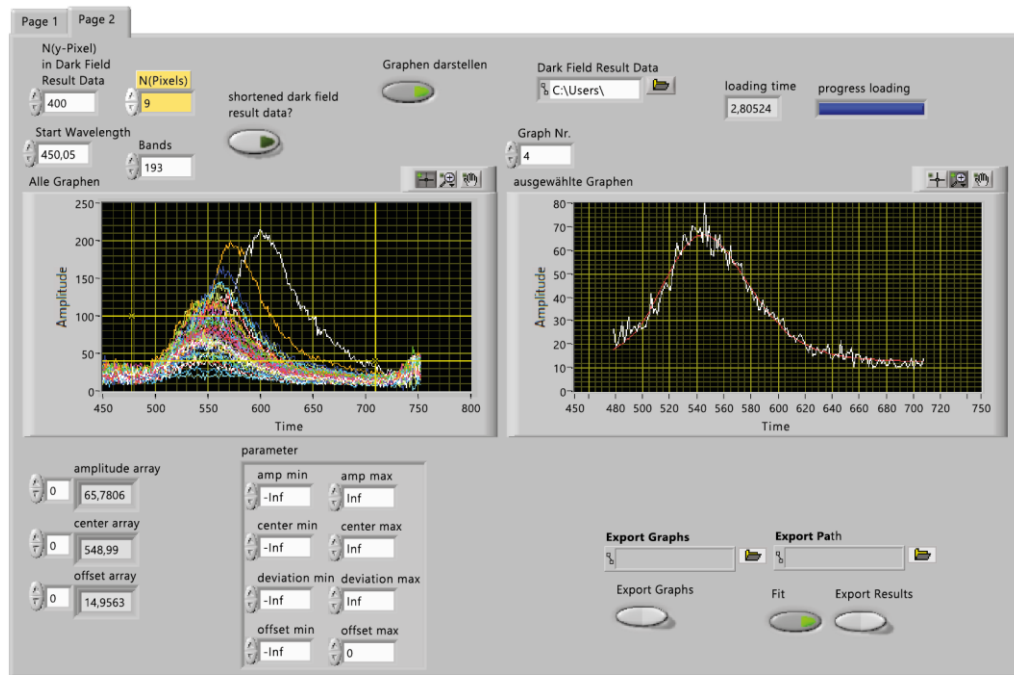 Page 1
Page 2
N(y-Pixel)
in Dark Field
Result Data
400
N(Pixels)
9
shortened dark field
result data?
Graphen darstellen
Dark Field Result Data
C:\Users\
loading time
2,80524
progress loading
Start Wavelength
450,05
Bands
193
Graph Nr.
4
Alle Graphen
250
200
150
100
50
0
Amplitude
450 500 550 600 650 700 750 800
Time
ausgewählte Graphen
80
70
60
50
40
30
20
10
0
Amplitude
450 480 500 520 540 560 580 600 620 640 660 680 700 720 750
Time
amplitude array
0
65,7806
center array
0
548,99
offset array
0
14,9563
parameter
amp min amp max
-Inf Inf
center min center max
-Inf Inf
deviation min deviation max
-Inf Inf
offset min offset max
-Inf 0
Export Graphs
Export Path
Export Graphs
Fit
Export Results